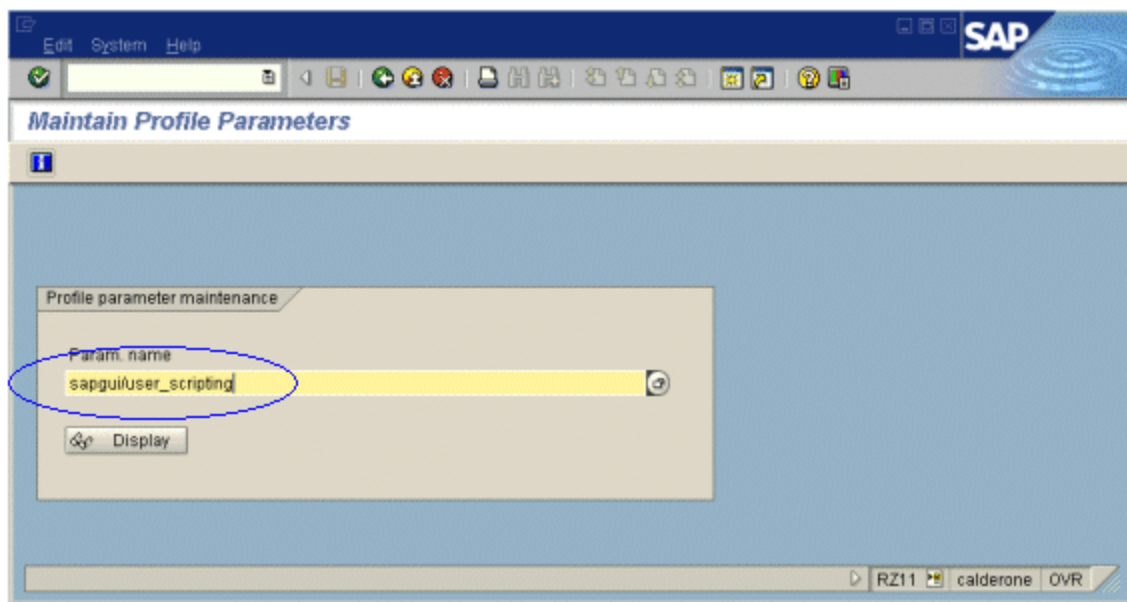 Edit System Help
SAP
Maintain Profile Parameters
Profile parameter maintenance
Param. name
sapgui/user_scripting
Display
RZ11 calderone OVR